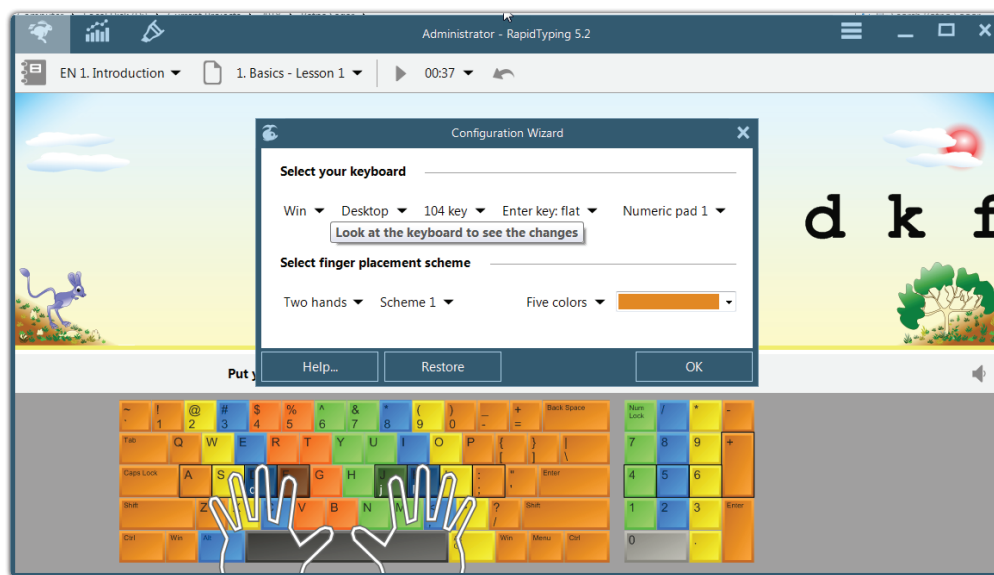 Administrator - RapidTyping 5.2
EN 1. Introduction 1. Basics - Lesson 1 00:37
Configuration Wizard
Select your keyboard
Win Desktop 104 key Enter key: flat Numeric pad 1
Look at the keyboard to see the changes
d k f
Select finger placement scheme
Two hands Scheme 1 Five colors
Help... Restore OK
Put
~ ! @ # $ % ^ & * ( ) _ + Back Space Num Lock / * -
` 1 2 3 4 5 6 7 8 9 0 - =
Tab Q W E R T Y U I O P { } | 7 8 9 +
[ ] \
Caps Lock A S G H J : " Enter 4 5 6
d j ; '
Shift Z V B N M ? Shift 1 2 3 Enter
/
Ctrl Win Alt Win Menu Ctrl 0 .